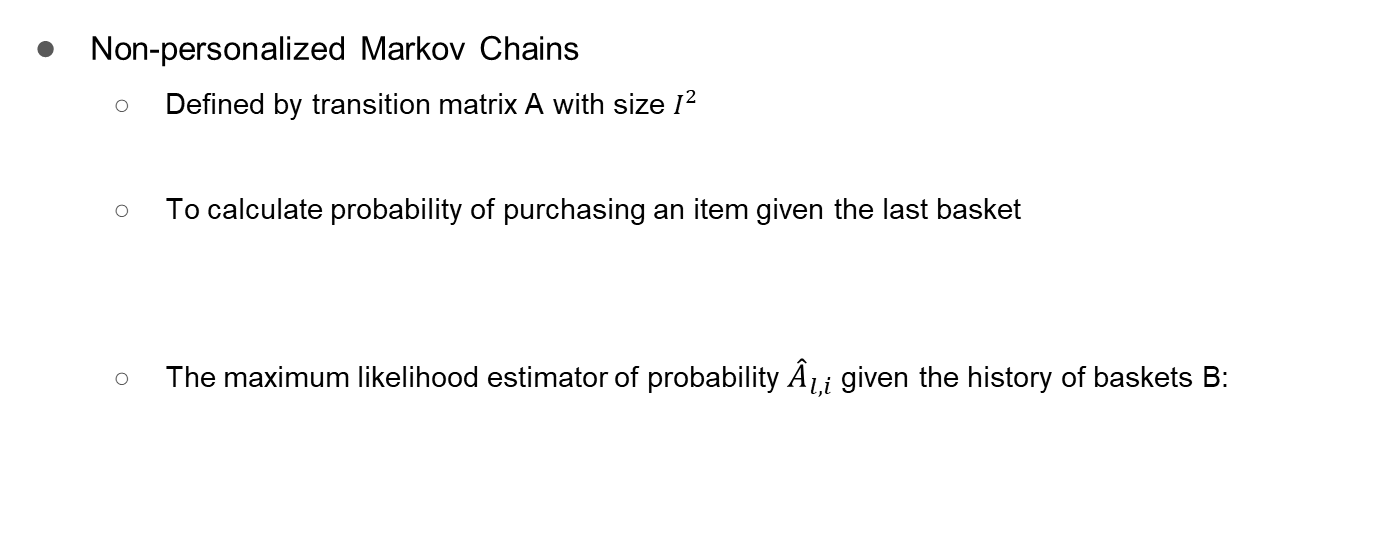 ● Non-personalized Markov Chains
○ Defined by transition matrix A with size I²
○ To calculate probability of purchasing an item given the last basket
○ The maximum likelihood estimator of probability Â_{l,i} given the history of baskets B: